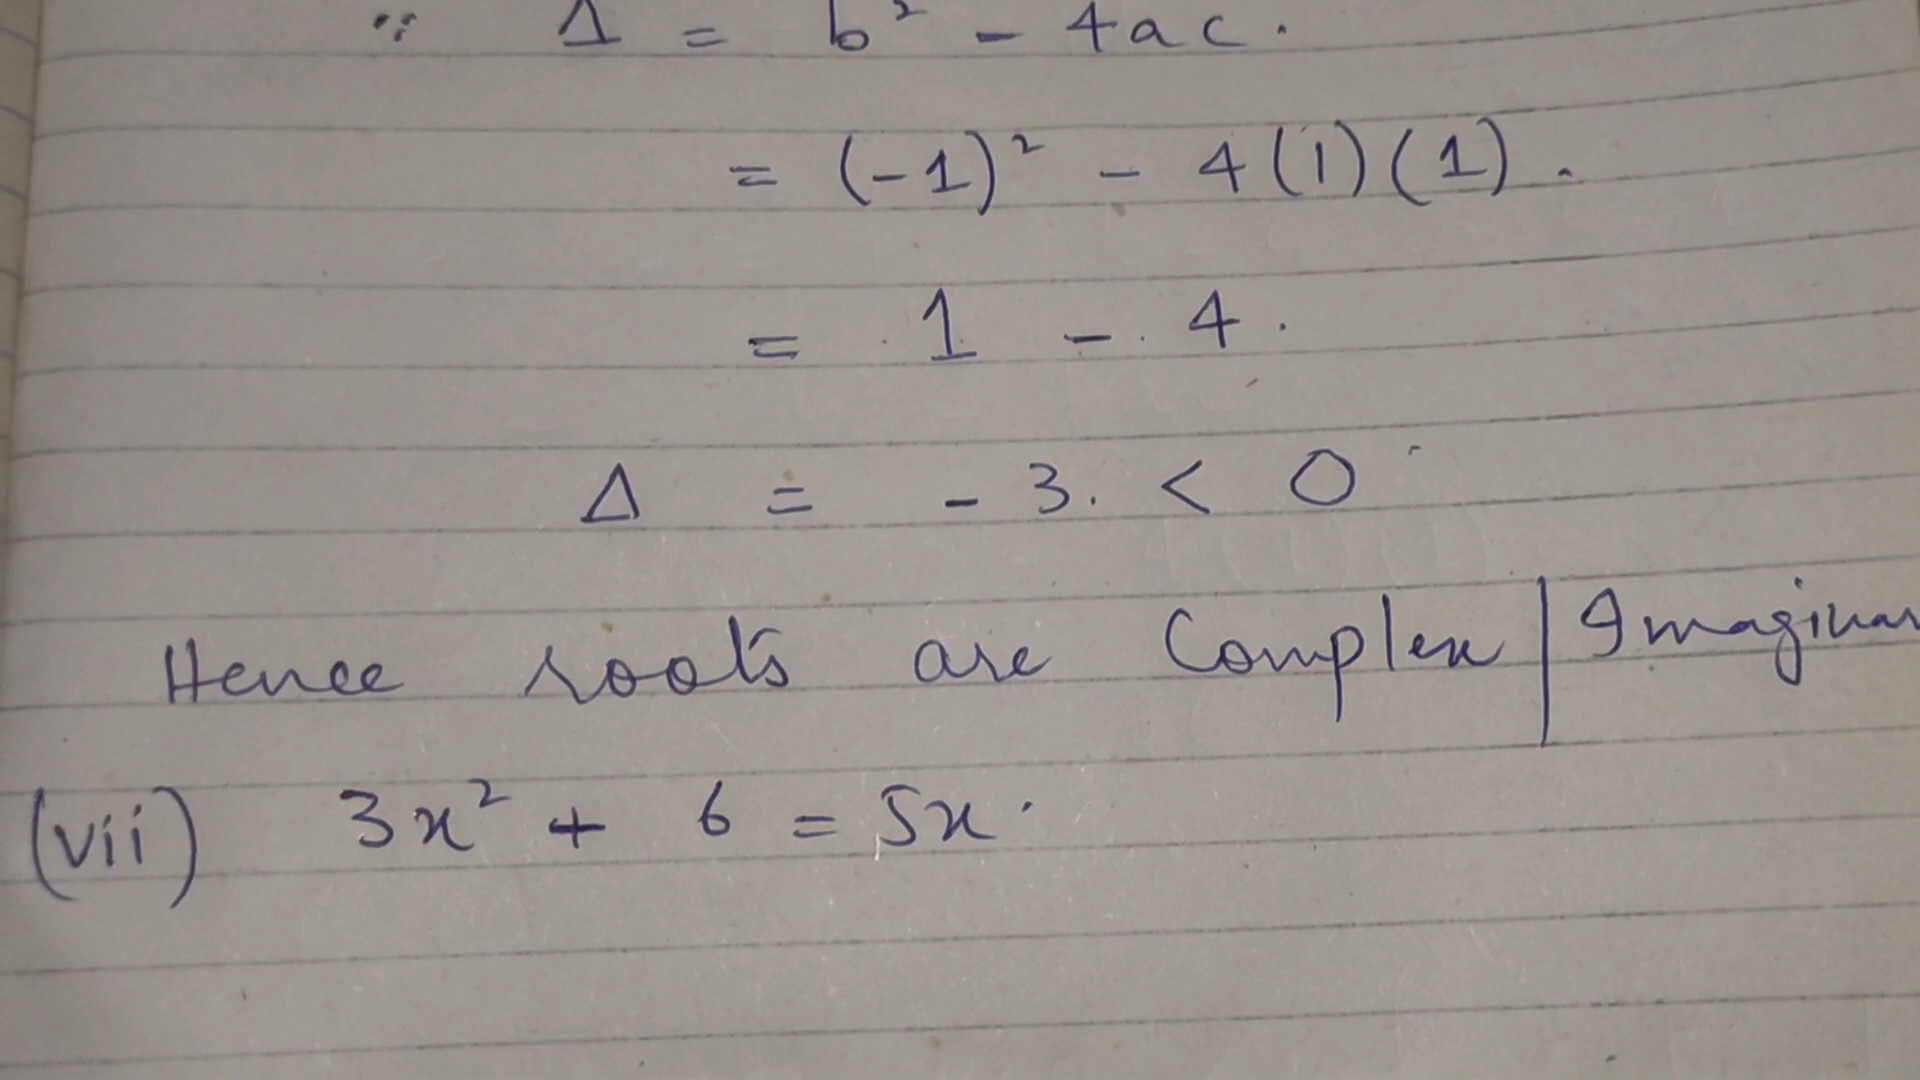 ∵ Δ = b² - 4ac.
= (-1)² - 4(1)(1).
= 1 - 4.
Δ = -3. < 0
Hence roots are Complex | Imaginar
(vii) 3x² + 6 = 5x.